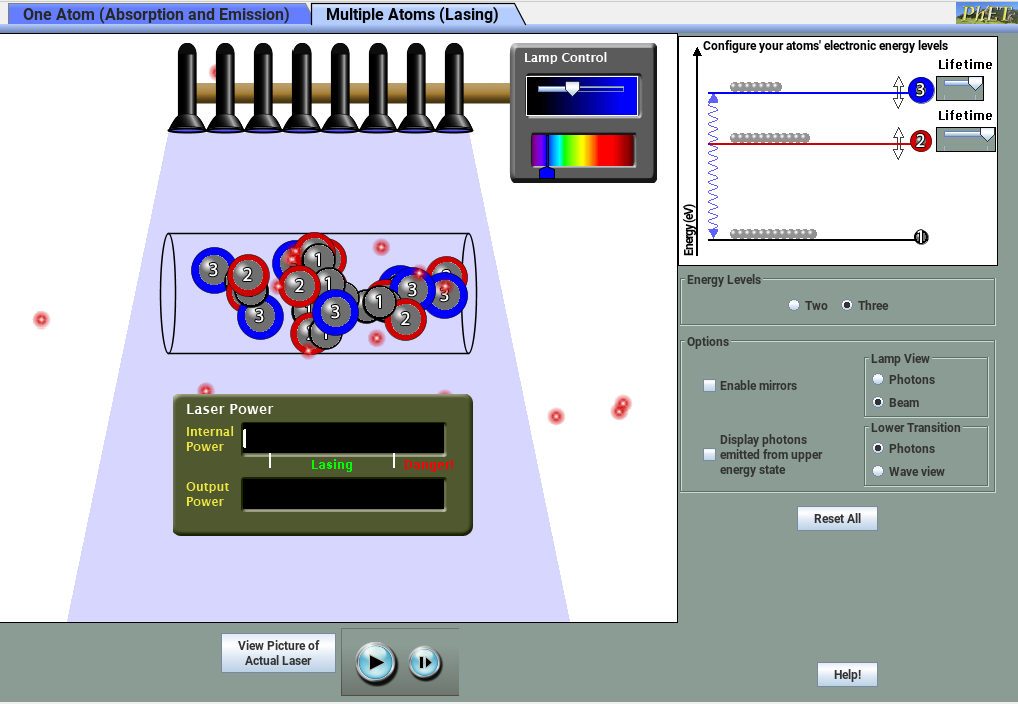 One Atom (Absorption and Emission)
Multiple Atoms (Lasing)
PhET
Lamp Control
Configure your atoms' electronic energy levels
Lifetime
3
Lifetime
2
1
Energy (eV)
Energy Levels
Two
Three
Options
Enable mirrors
Display photons
emitted from upper
energy state
Lamp View
Photons
Beam
Lower Transition
Photons
Wave view
Reset All
Help!
3
2
3
1
2
1
3
1
3
2
3
2
1
Laser Power
Internal
Power
Lasing
Danger!
Output
Power
View Picture of
Actual Laser